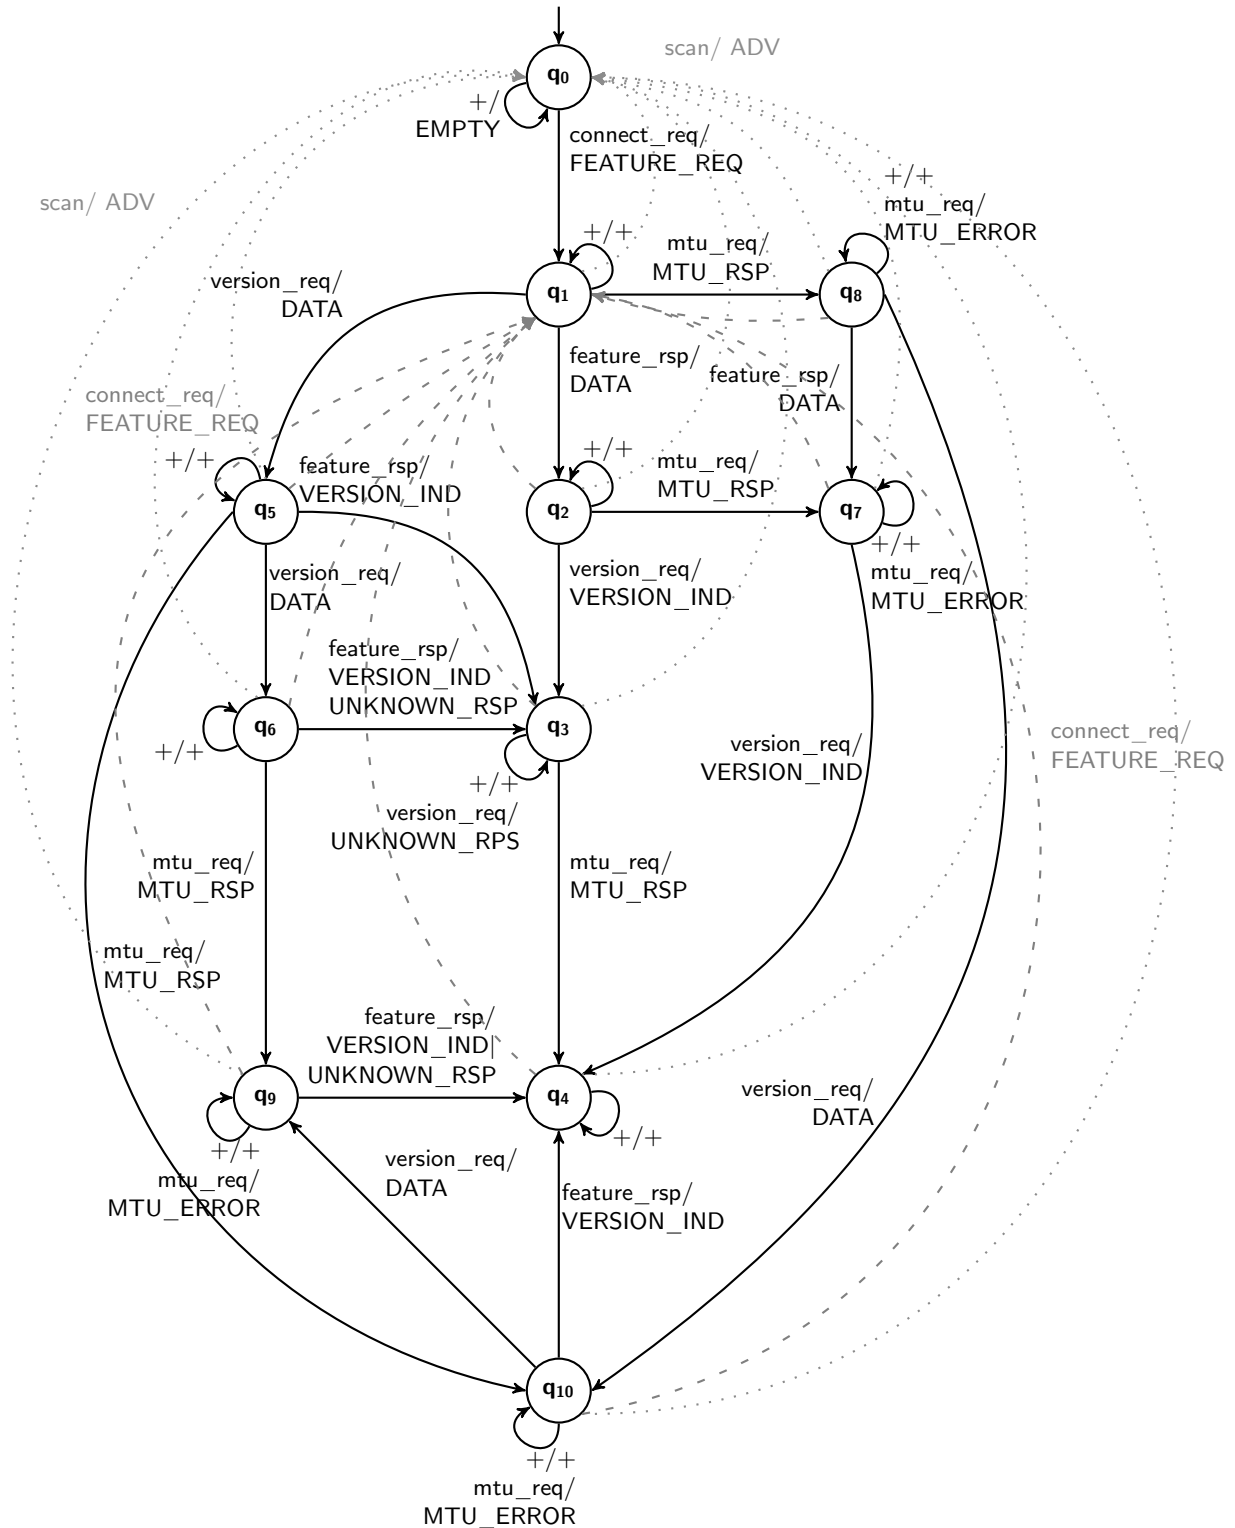 scan/ ADV
q0
+/
EMPTY
connect_req/
FEATURE_REQ
scan/ ADV
+/+
mtu_req/
MTU_ERROR
+/+
mtu_req/
MTU_RSP
version_req/
DATA
q1
q8
feature_rsp/
DATA
feature_rsp/
DATA
connect_req/
FEATURE_REQ
+/+
feature_rsp/
VERSION_IND
+/+
mtu_req/
MTU_RSP
q5
q2
q7
+/+
mtu_req/
MTU_ERROR
version_req/
DATA
version_req/
VERSION_IND
feature_rsp/
VERSION_IND
UNKNOWN_RSP
q6
q3
+/+
+/+
version_req/
UNKNOWN_RPS
version_req/
VERSION_IND
connect_req/
FEATURE_REQ
mtu_req/
MTU_RSP
mtu_req/
MTU_RSP
mtu_req/
MTU_RSP
feature_rsp/
VERSION_IND|
UNKNOWN_RSP
q9
q4
version_req/
DATA
+/+
+/+
mtu_req/
MTU_ERROR
version_req/
DATA
feature_rsp/
VERSION_IND
q10
+/+
mtu_req/
MTU_ERROR